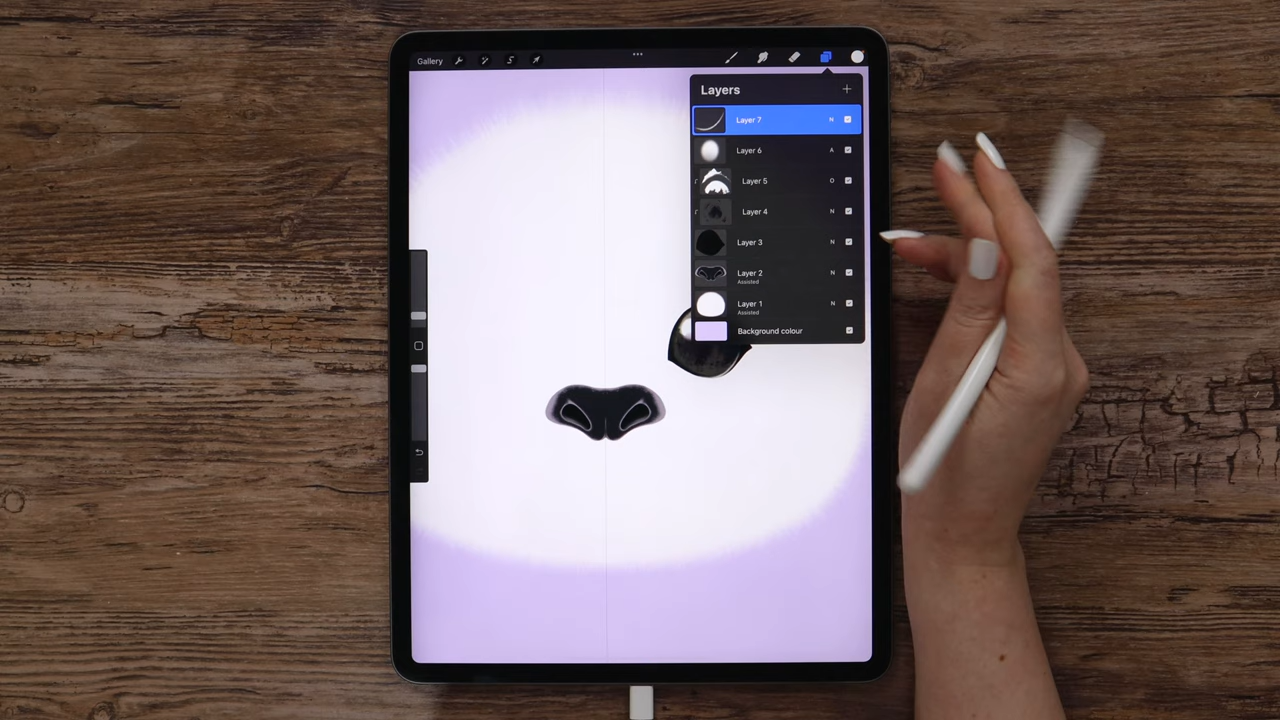 Gallery
Layers
Layer 7 N
Layer 6 A
Layer 5 O
Layer 4 N
Layer 3 N
Layer 2 N
Assisted
Layer 1 N
Assisted
Background colour